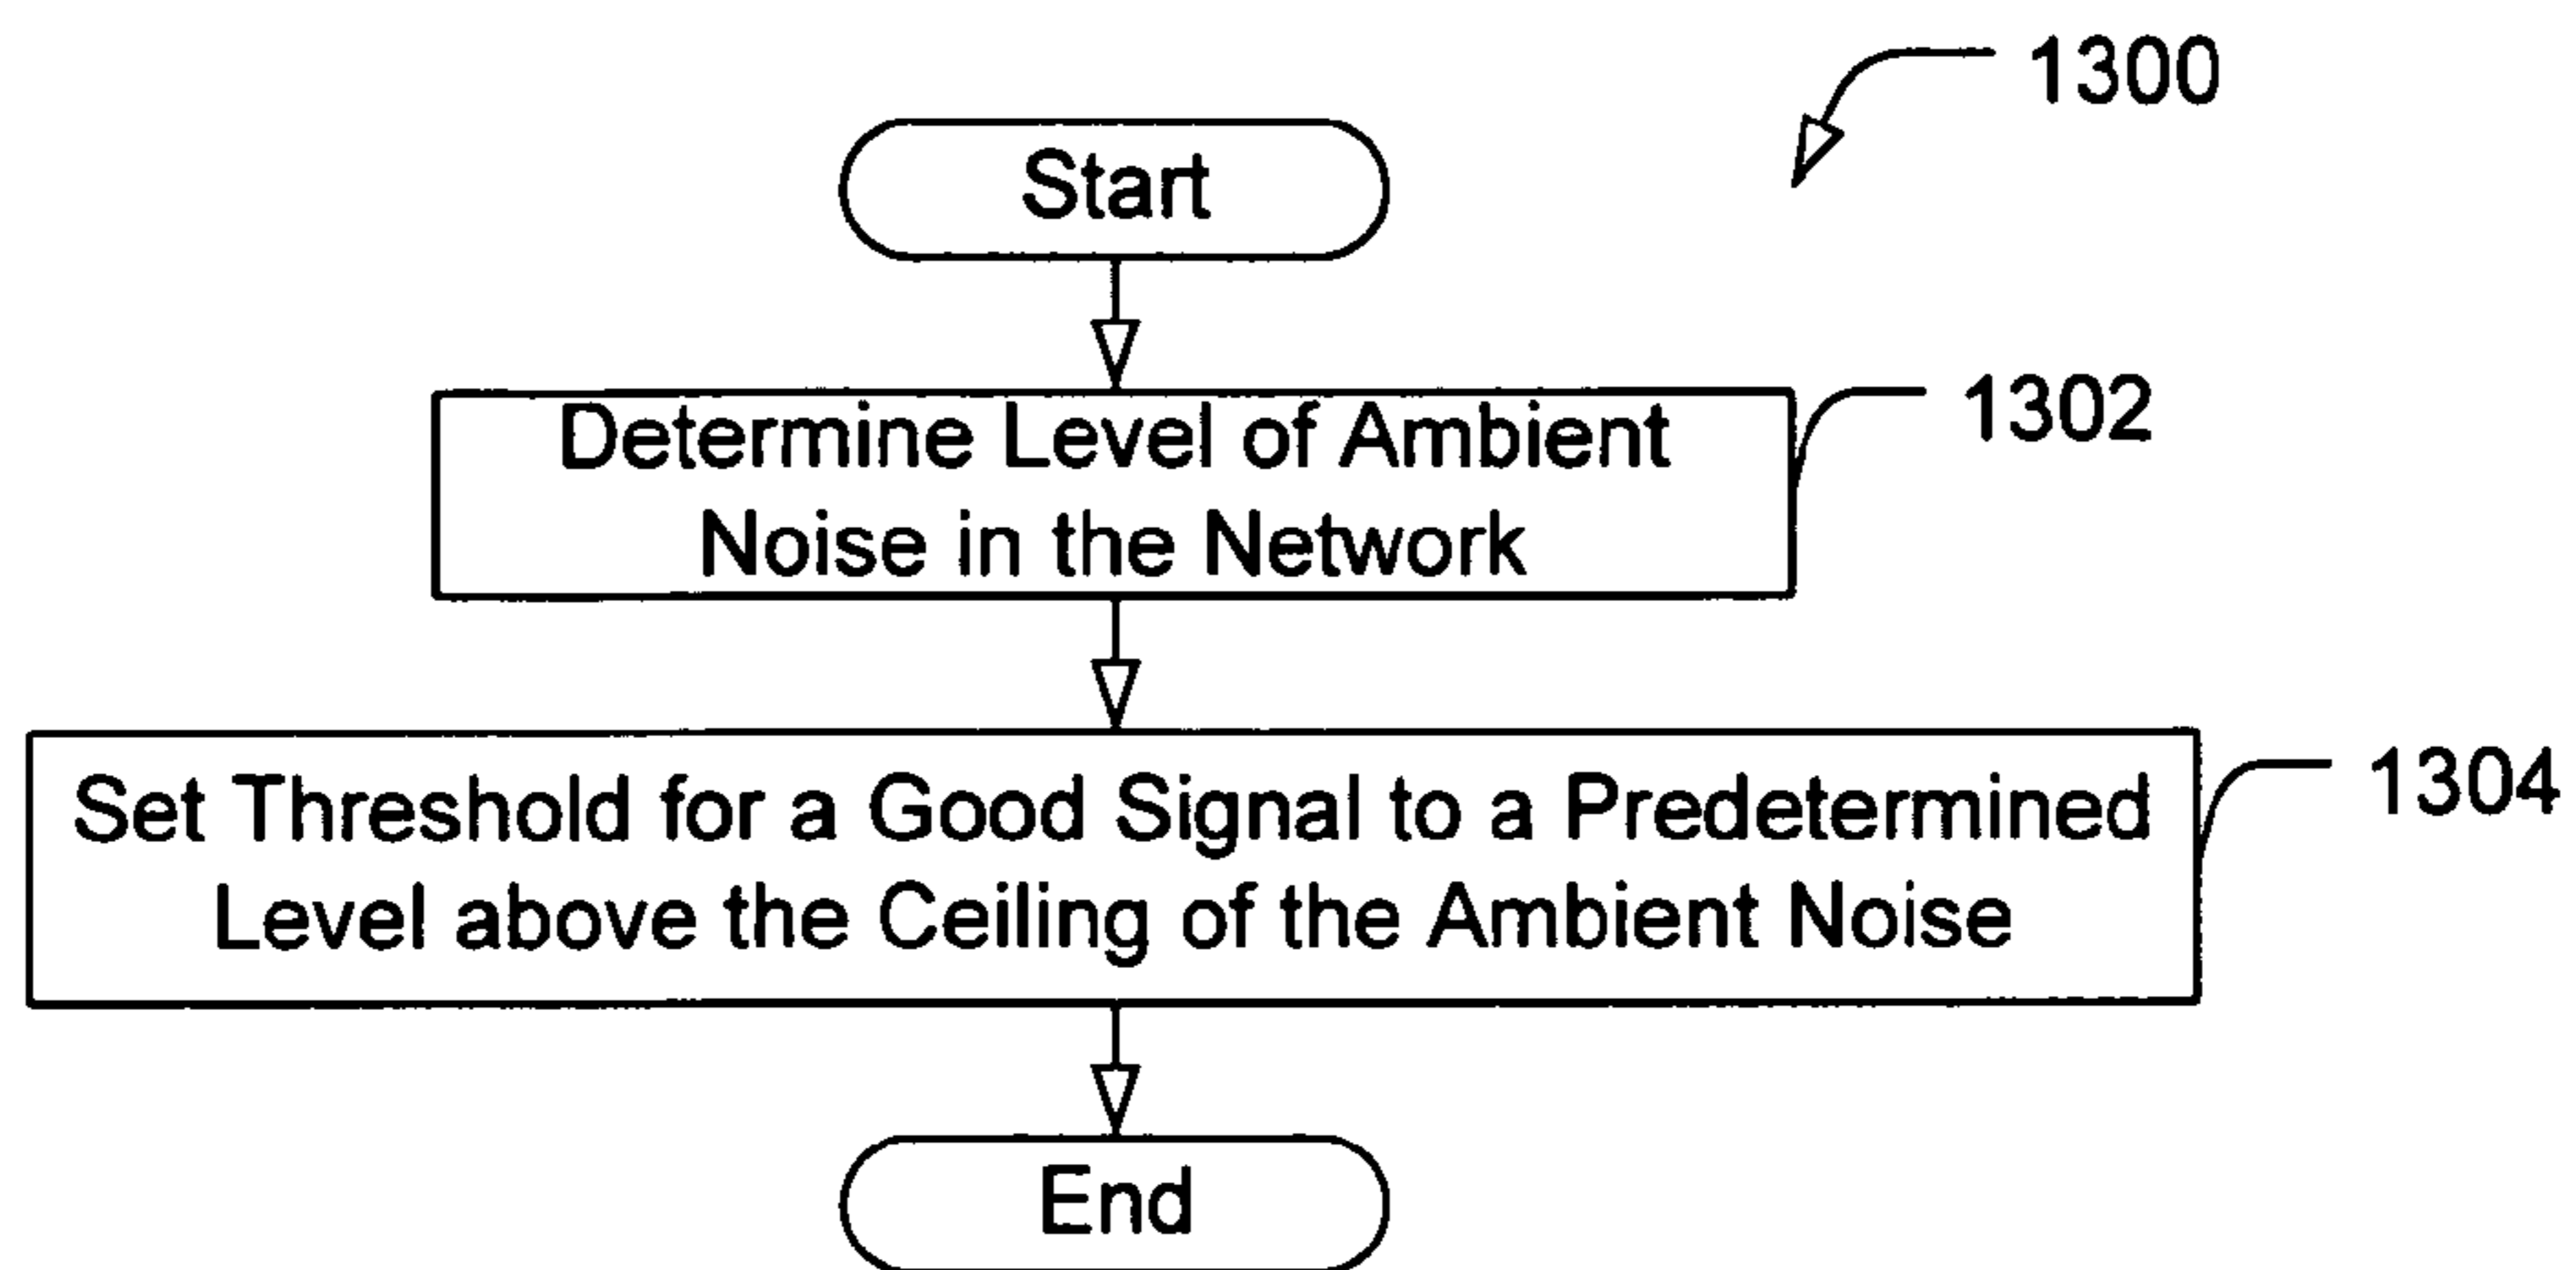 1300
Start
Determine Level of Ambient
Noise in the Network
1302
Set Threshold for a Good Signal to a Predetermined
Level above the Ceiling of the Ambient Noise
1304
End